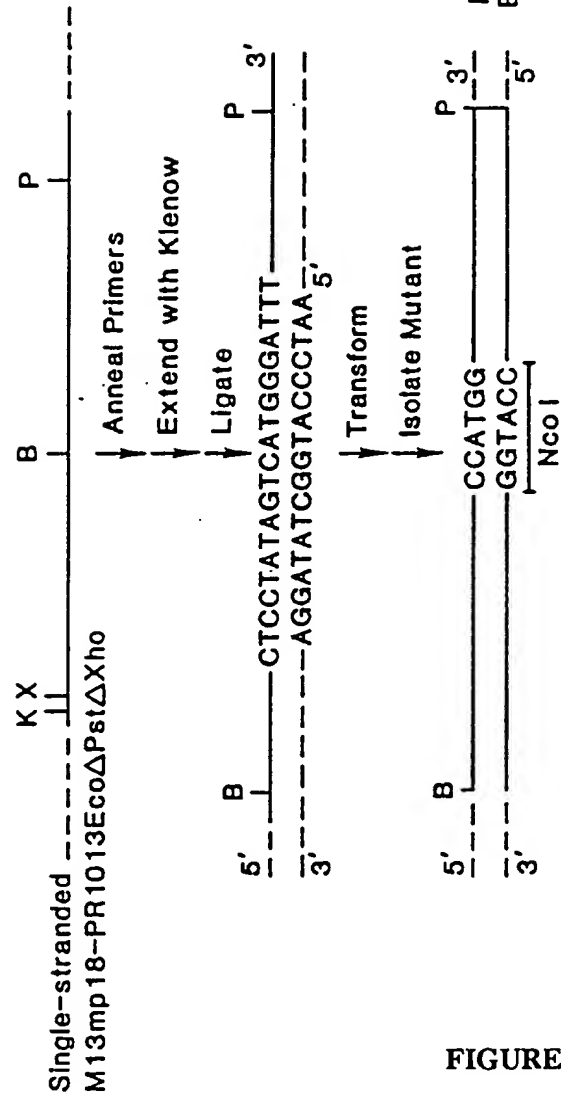 K X B P
Single-stranded
M13mp18-PR1013EcoΔPstΔXho
Anneal Primers
Extend with Klenow
Ligate
B P
5' CTCCTATAGTCATGGGATTT 3'
3' AGGATATCGGTACCCTAA 5'
Transform
Isolate Mutant
B P
5' CCATGG 3'
3' GGTACC 5'
Nco I
FIGURE